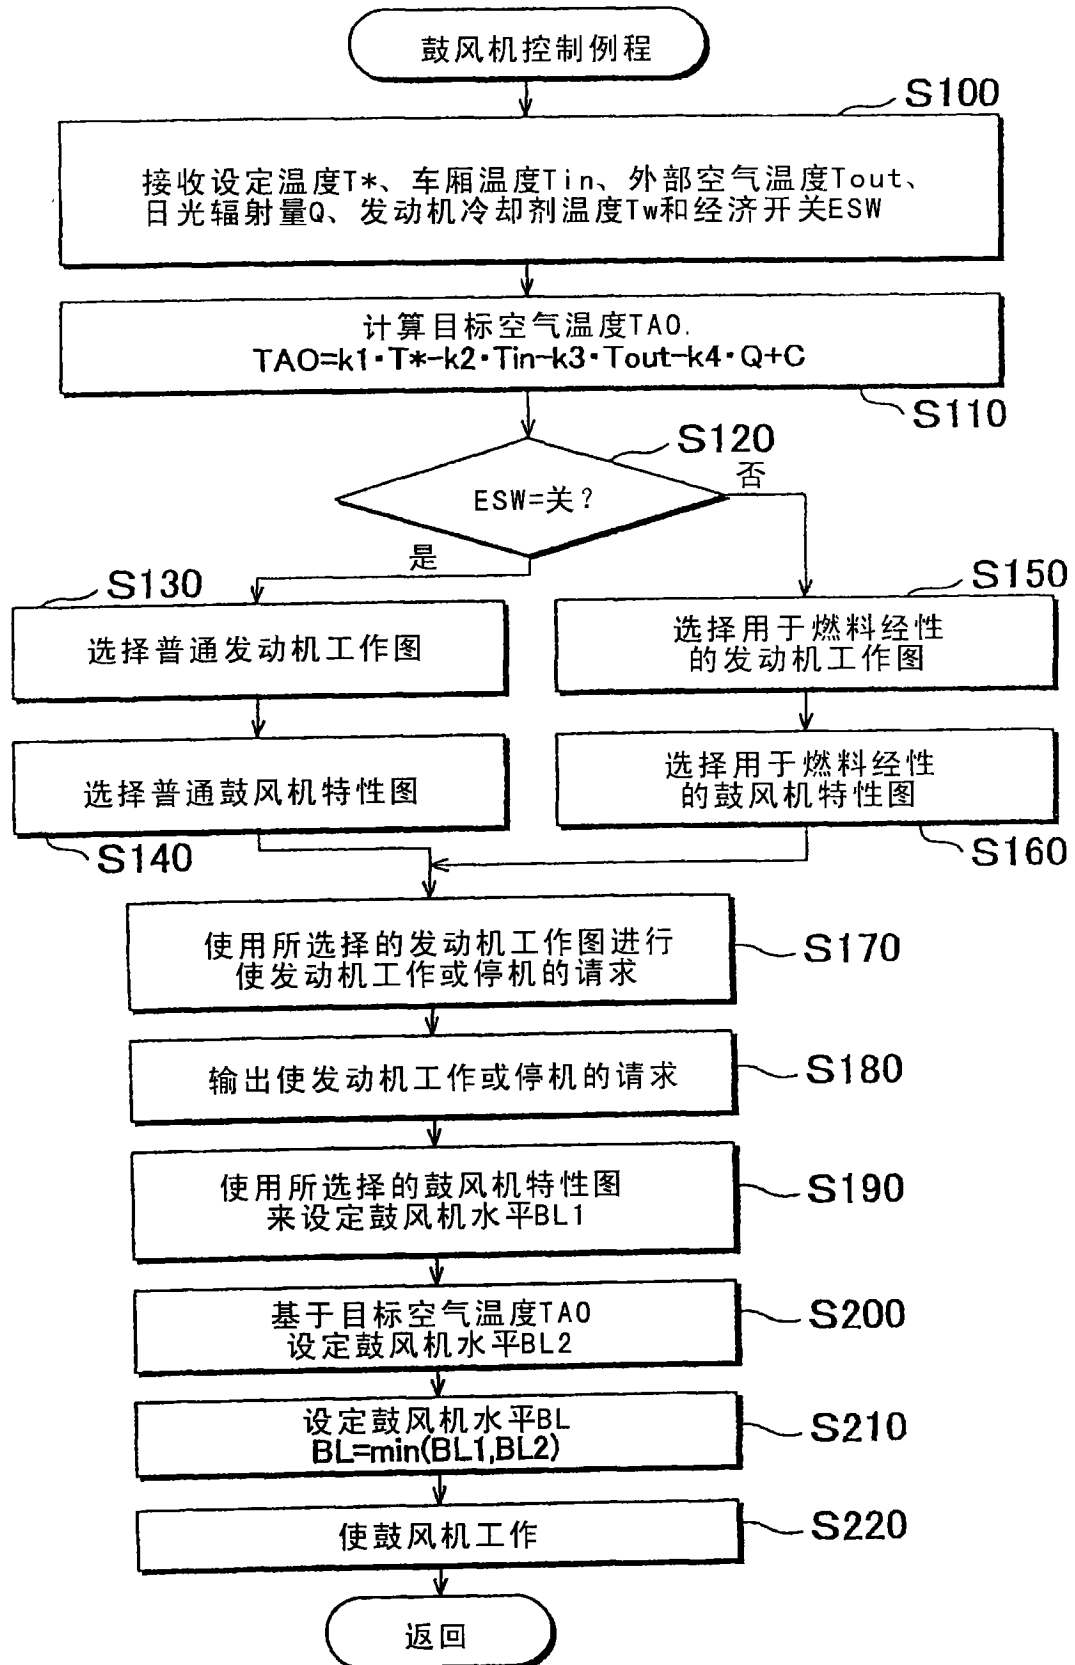 鼓风机控制例程
S100
接收设定温度T*、车厢温度Tin、外部空气温度Tout、
日光辐射量Q、发动机冷却剂温度Tw和经济开关ESW
计算目标空气温度TAO.
TAO=k1・T*-k2・Tin-k3・Tout-k4・Q+C
S110
S120
ESW=关?
否
是
S130
选择普通发动机工作图
S150
选择用于燃料经性
的发动机工作图
选择普通鼓风机特性图
S140
选择用于燃料经性
的鼓风机特性图
S160
使用所选择的发动机工作图进行
使发动机工作或停机的请求
S170
输出使发动机工作或停机的请求
S180
使用所选择的鼓风机特性图
来设定鼓风机水平BL1
S190
基于目标空气温度TAO
设定鼓风机水平BL2
S200
设定鼓风机水平BL
BL=min(BL1,BL2)
S210
使鼓风机工作
S220
返回